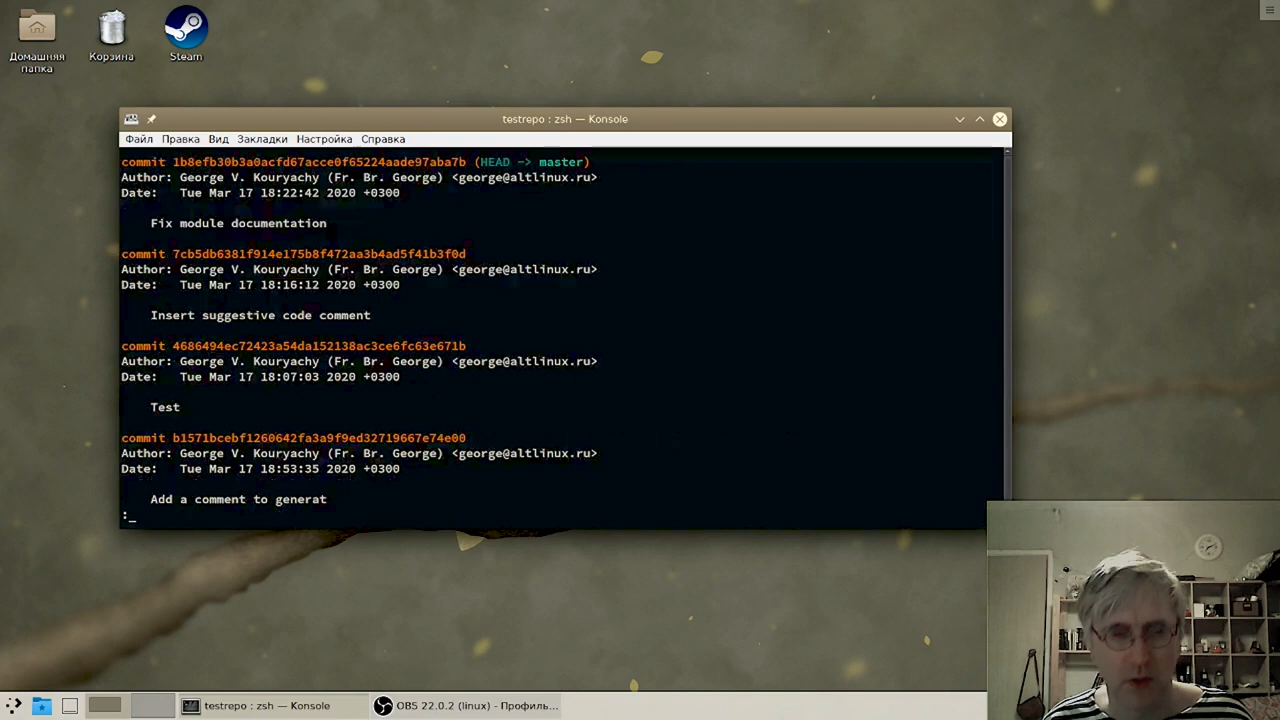 Домашняя
папка
Корзина
Steam
testrepo : zsh — Konsole
Файл Правка Вид Закладки Настройка Справка
commit 1b8efb30b3a0acfd67acce0f65224aade97aba7b (HEAD -> master)
Author: George V. Kouryachy (Fr. Br. George) <george@altlinux.ru>
Date:   Tue Mar 17 18:22:42 2020 +0300
Fix module documentation
commit 7cb5db6381f914e175b8f472aa3b4ad5f41b3f0d
Author: George V. Kouryachy (Fr. Br. George) <george@altlinux.ru>
Date:   Tue Mar 17 18:16:12 2020 +0300
Insert suggestive code comment
commit 4686494ec72423a54da152138ac3ce6fc63e671b
Author: George V. Kouryachy (Fr. Br. George) <george@altlinux.ru>
Date:   Tue Mar 17 18:07:03 2020 +0300
Test
commit b1571bcebf1260642fa3a9f9ed32719667e74e00
Author: George V. Kouryachy (Fr. Br. George) <george@altlinux.ru>
Date:   Tue Mar 17 18:53:35 2020 +0300
Add a comment to generat
:_
testrepo : zsh — Konsole
OBS 22.0.2 (linux) - Профиль...